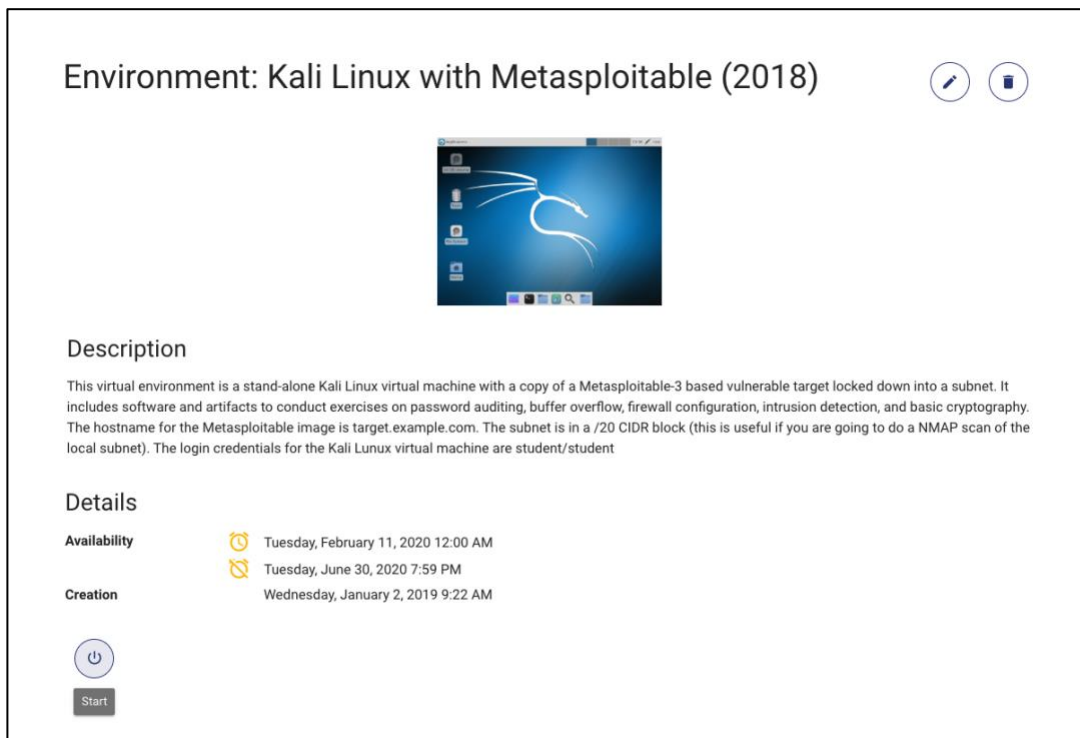 Environment: Kali Linux with Metasploitable (2018)
Description
This virtual environment is a stand-alone Kali Linux virtual machine with a copy of a Metasploitable-3 based vulnerable target locked down into a subnet. It
includes software and artifacts to conduct exercises on password auditing, buffer overflow, firewall configuration, intrusion detection, and basic cryptography.
The hostname for the Metasploitable image is target.example.com. The subnet is in a /20 CIDR block (this is useful if you are going to do a NMAP scan of the
local subnet). The login credentials for the Kali Lunux virtual machine are student/student
Details
Availability Tuesday, February 11, 2020 12:00 AM
Tuesday, June 30, 2020 7:59 PM
Creation Wednesday, January 2, 2019 9:22 AM
Start